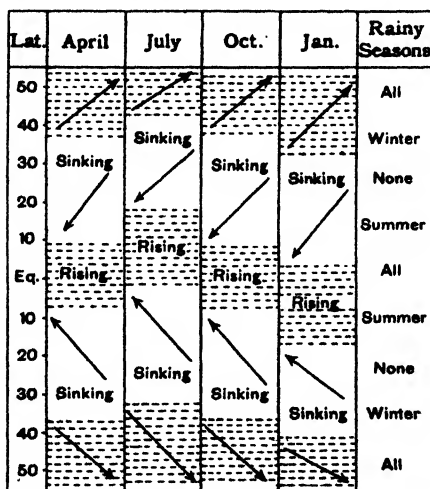 Lat. April July Oct. Jan. Rainy Seasons
50 All
40 Sinking Winter
30 Sinking Sinking Sinking None
20 Summer
10 Rising
Eq. Rising Rising All
Rising
10 Summer
20 Sinking None
30 Sinking Sinking Sinking Winter
40
50 All